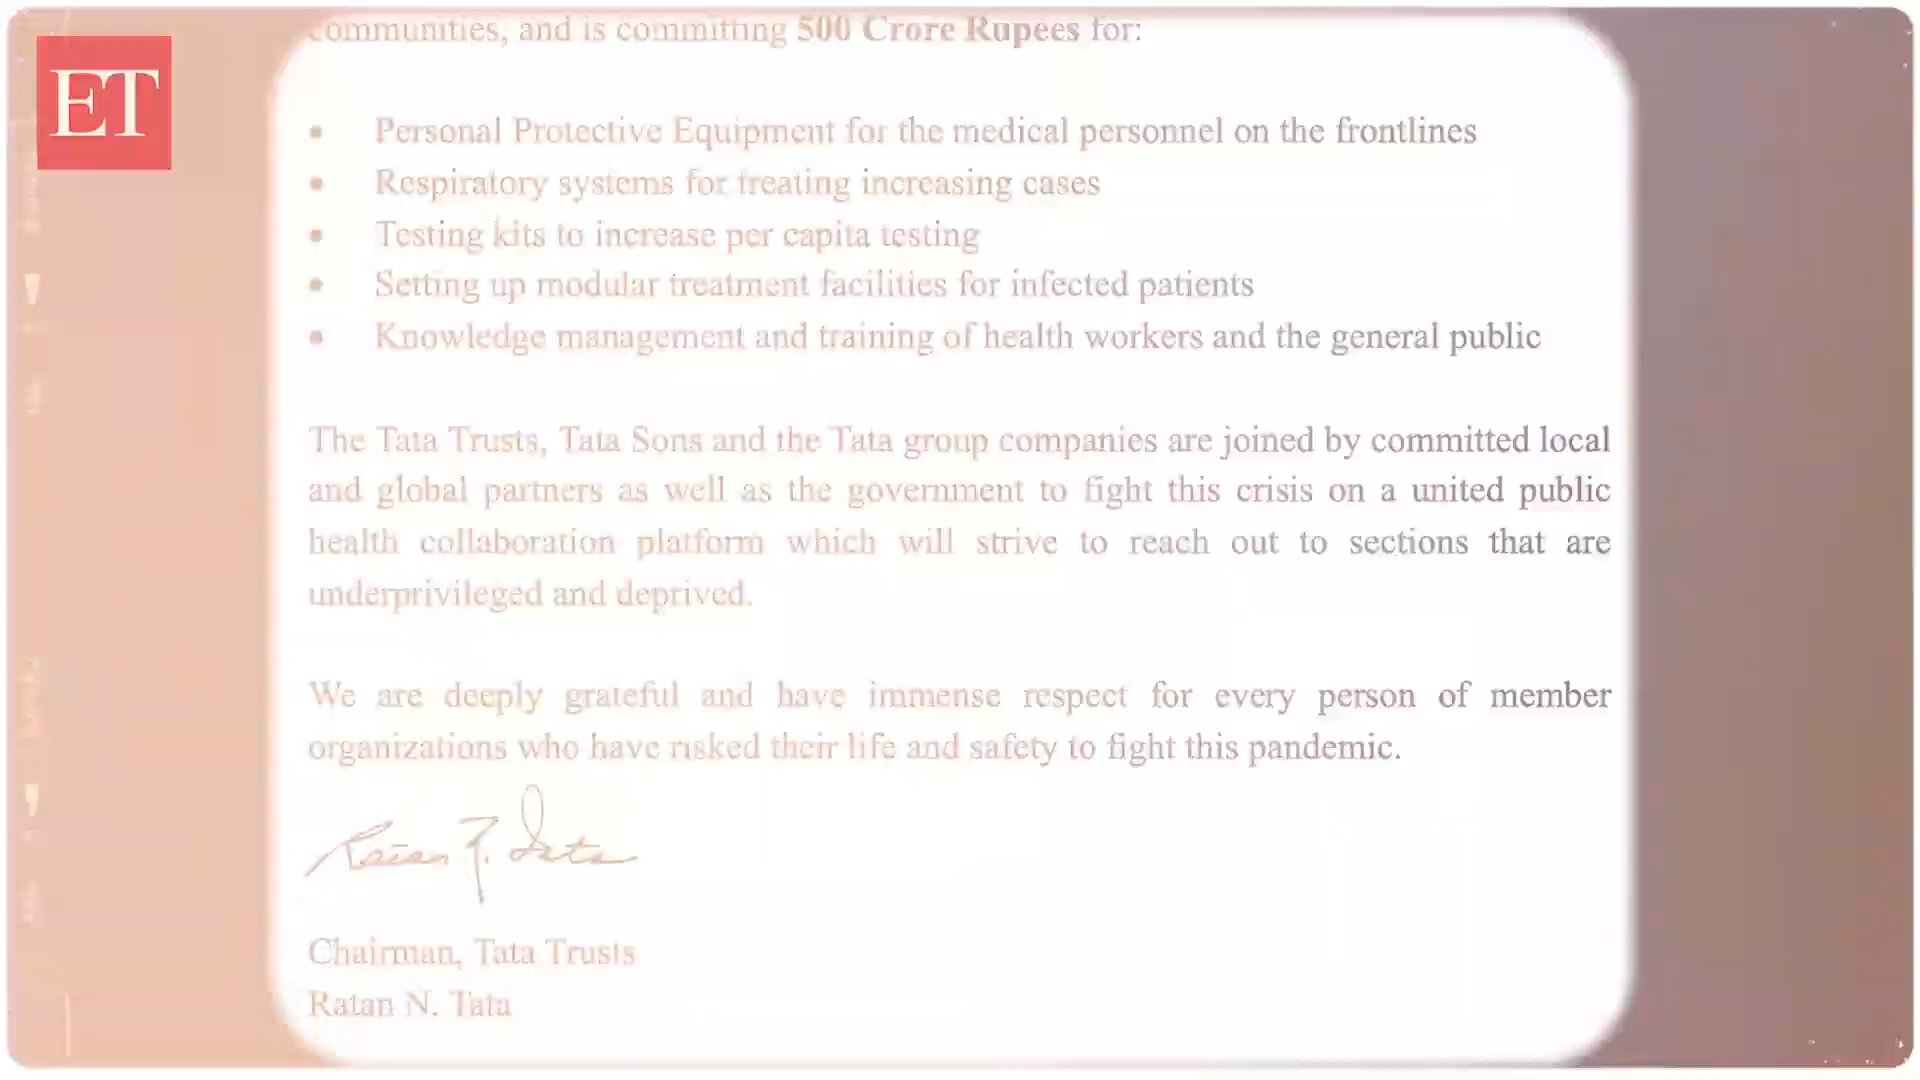 communities, and is committing 500 Crore Rupees for:
ET
• Personal Protective Equipment for the medical personnel on the frontlines
• Respiratory systems for treating increasing cases
• Testing kits to increase per capita testing
• Setting up modular treatment facilities for infected patients
• Knowledge management and training of health workers and the general public
The Tata Trusts, Tata Sons and the Tata group companies are joined by committed local
and global partners as well as the government to fight this crisis on a united public
health collaboration platform which will strive to reach out to sections that are
underprivileged and deprived.
We are deeply grateful and have immense respect for every person of member
organizations who have risked their life and safety to fight this pandemic.
Ratan N. Tata
Chairman, Tata Trusts
Ratan N. Tata